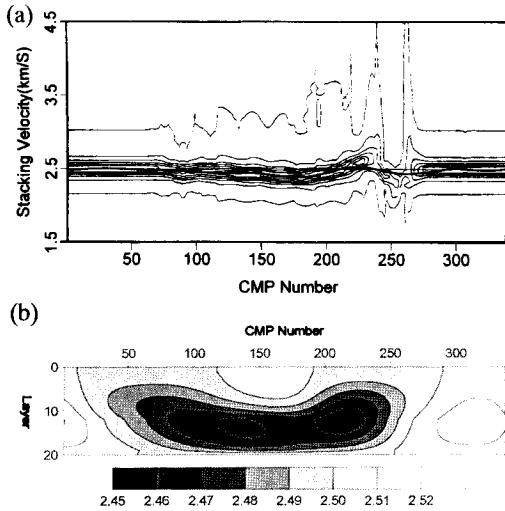 (a)
4.5
3.5
2.5
1.5
Stacking Velocity(km/S)
50 100 150 200 250 300
CMP Number
(b)
CMP Number
50 100 150 200 250 300
0
10
20
Layer
2.45 2.46 2.47 2.48 2.49 2.50 2.51 2.52